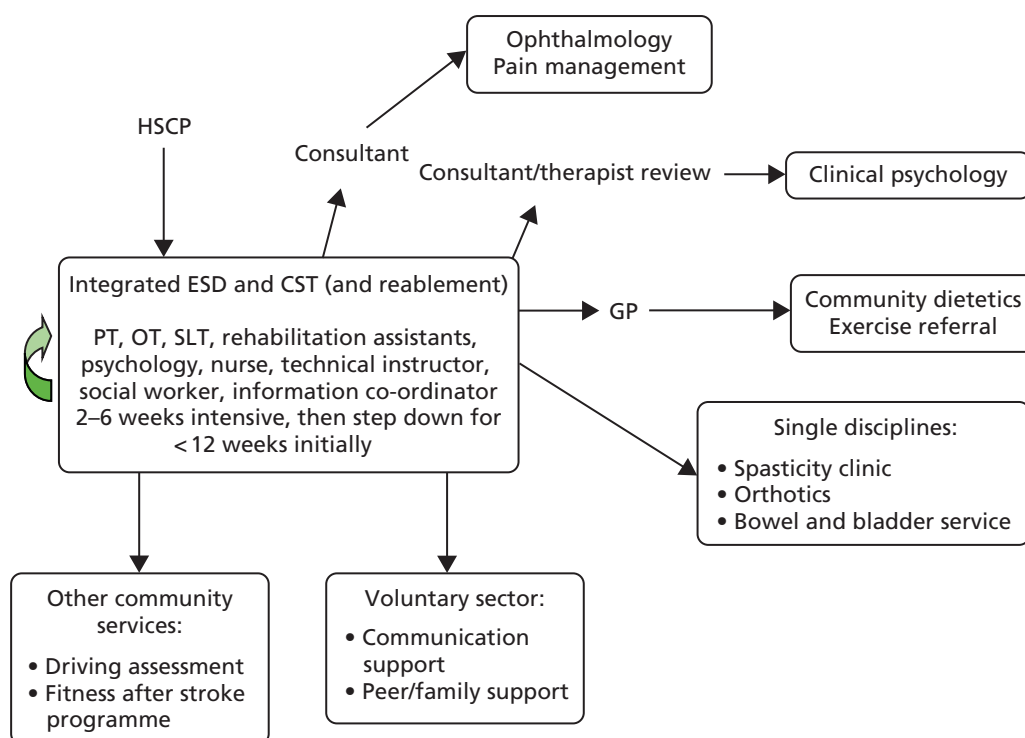 Ophthalmology
Pain management
HSCP
Consultant
Consultant/therapist review
Clinical psychology
Integrated ESD and CST (and reablement)
PT, OT, SLT, rehabilitation assistants,
psychology, nurse, technical instructor,
social worker, information co-ordinator
2–6 weeks intensive, then step down for
<12 weeks initially
GP
Community dietetics
Exercise referral
Single disciplines:
• Spasticity clinic
• Orthotics
• Bowel and bladder service
Other community
services:
• Driving assessment
• Fitness after stroke
programme
Voluntary sector:
• Communication
support
• Peer/family support